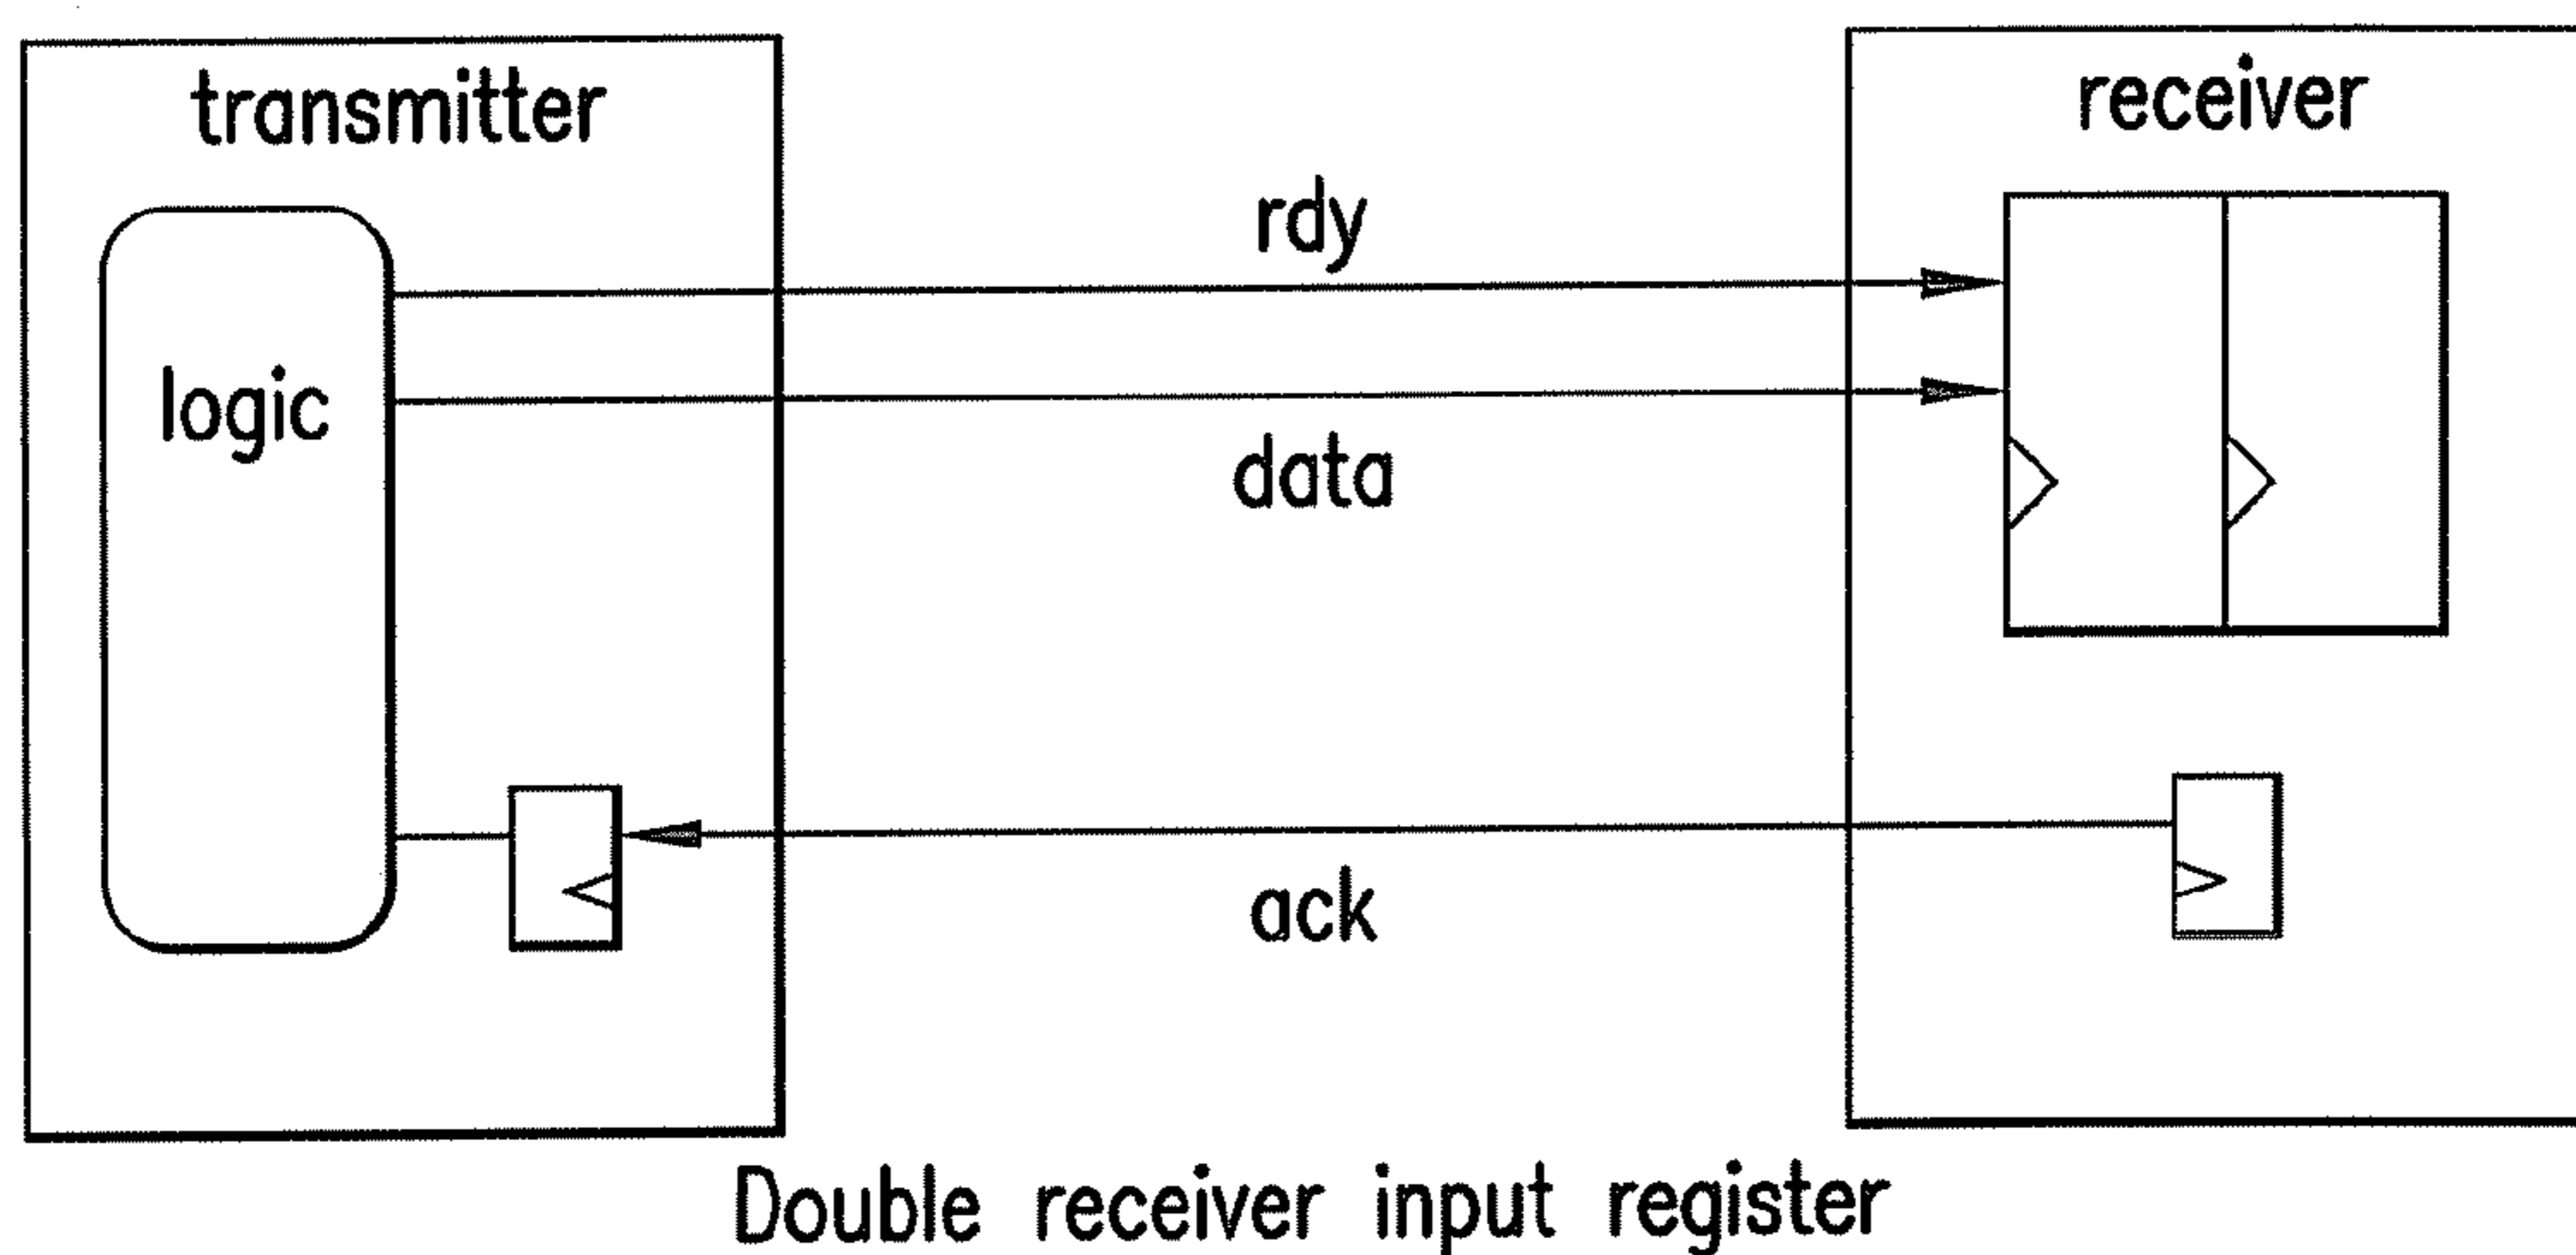 transmitter
receiver
rdy
logic
data
ack
Double receiver input register